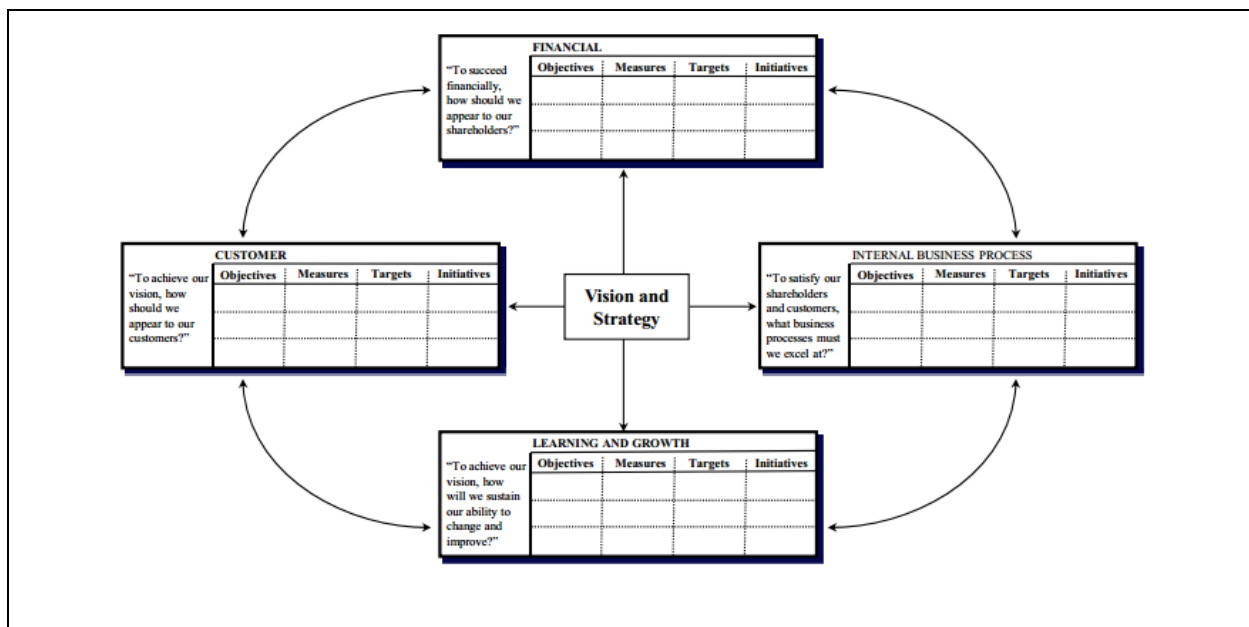 FINANCIAL
“To succeed
financially,
how should we
appear to our
shareholders?”
Objectives Measures Targets Initiatives
CUSTOMER
“To achieve our
vision, how
should we
appear to our
customers?”
Objectives Measures Targets Initiatives
Vision and
Strategy
INTERNAL BUSINESS PROCESS
“To satisfy our
shareholders
and customers,
what business
processes must
we excel at?”
Objectives Measures Targets Initiatives
LEARNING AND GROWTH
“To achieve our
vision, how
will we sustain
our ability to
change and
improve?”
Objectives Measures Targets Initiatives